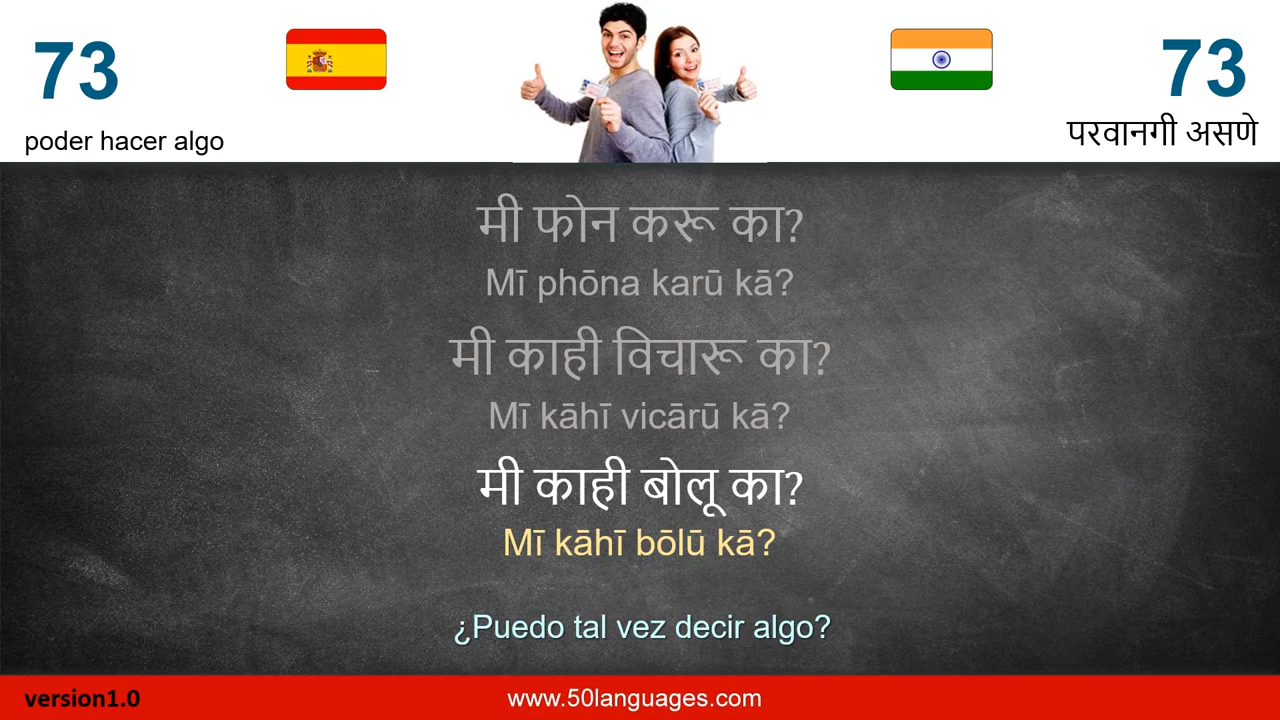 73
73
poder hacer algo
परवानगी असणे
मी फोन करू का?
Mī phōna karū kā?
मी काही विचारू का?
Mī kāhī vicārū kā?
मी काही बोलू का?
Mī kāhī bōlū kā?
¿Puedo tal vez decir algo?
version1.0
www.50languages.com